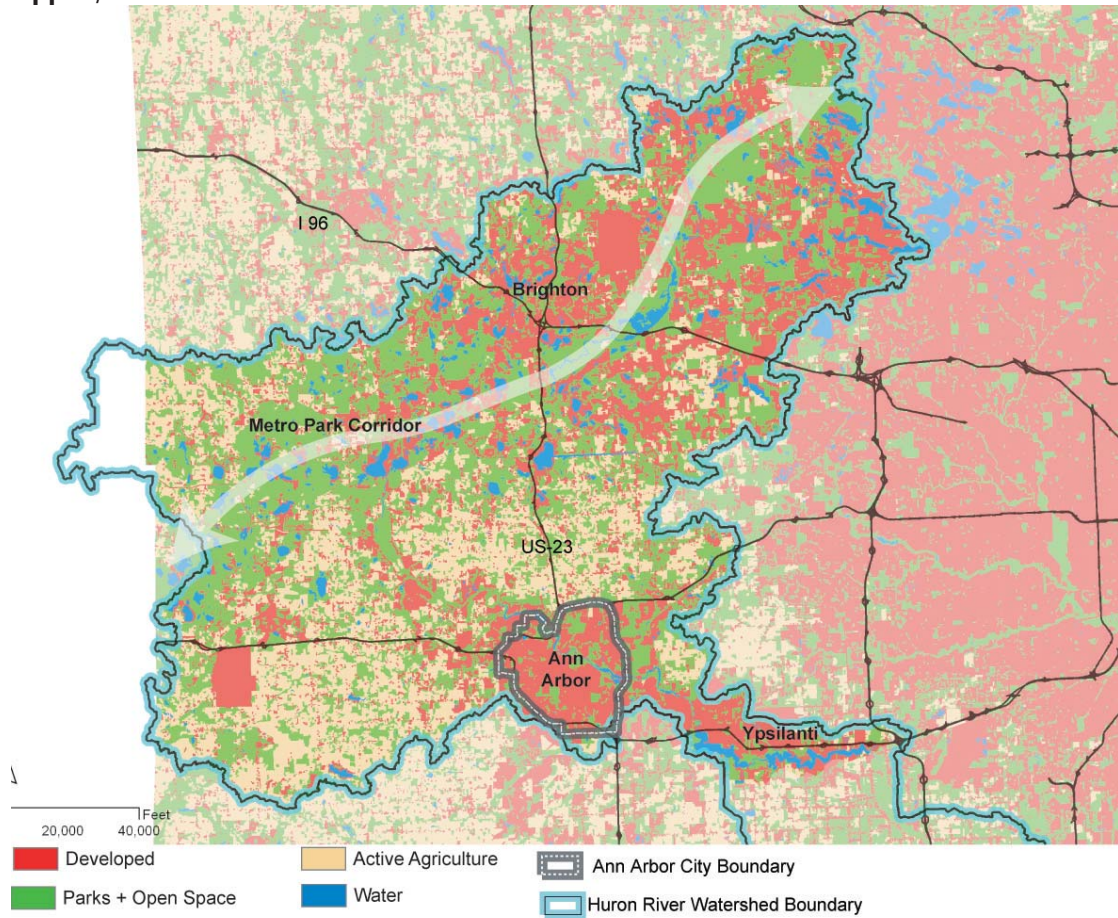 I 96
Brighton
Metro Park Corridor
US-23
Ann
Arbor
Ypsilanti
Feet
20,000 40,000
Developed
Active Agriculture
Ann Arbor City Boundary
Parks + Open Space
Water
Huron River Watershed Boundary